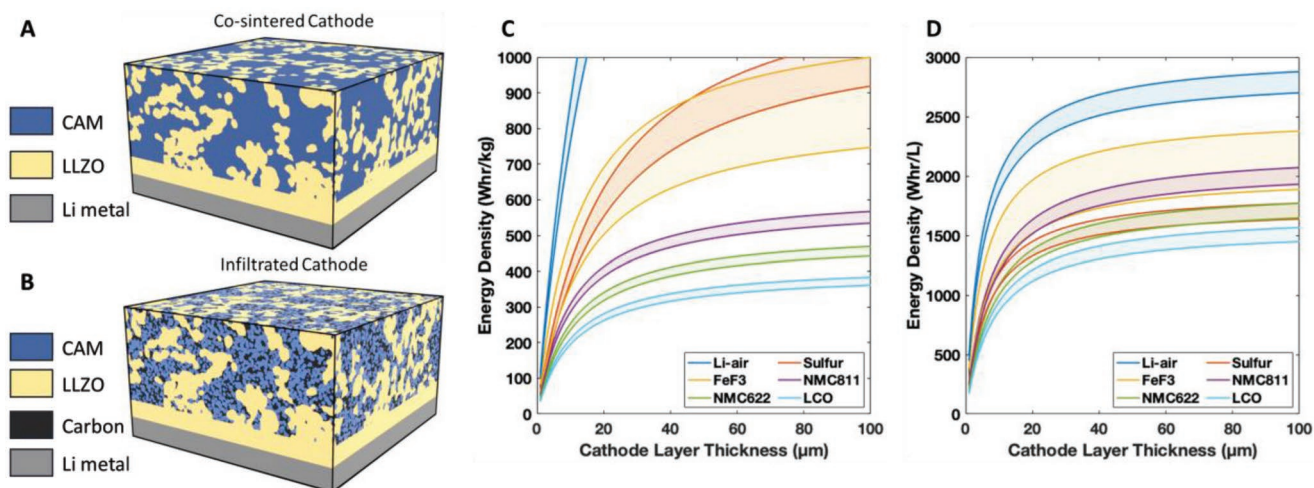 A
Co-sintered Cathode
CAM
LLZO
Li metal
B
Infiltrated Cathode
CAM
LLZO
Carbon
Li metal
C
Energy Density (Whr/kg)
1000
900
800
700
600
500
400
300
200
100
0
0 20 40 60 80 100
Cathode Layer Thickness (µm)
Li-air Sulfur
FeF3 NMC811
NMC622 LCO
D
Energy Density (Whr/L)
3000
2500
2000
1500
1000
500
0
0 20 40 60 80 100
Cathode Layer Thickness (µm)
Li-air Sulfur
FeF3 NMC811
NMC622 LCO